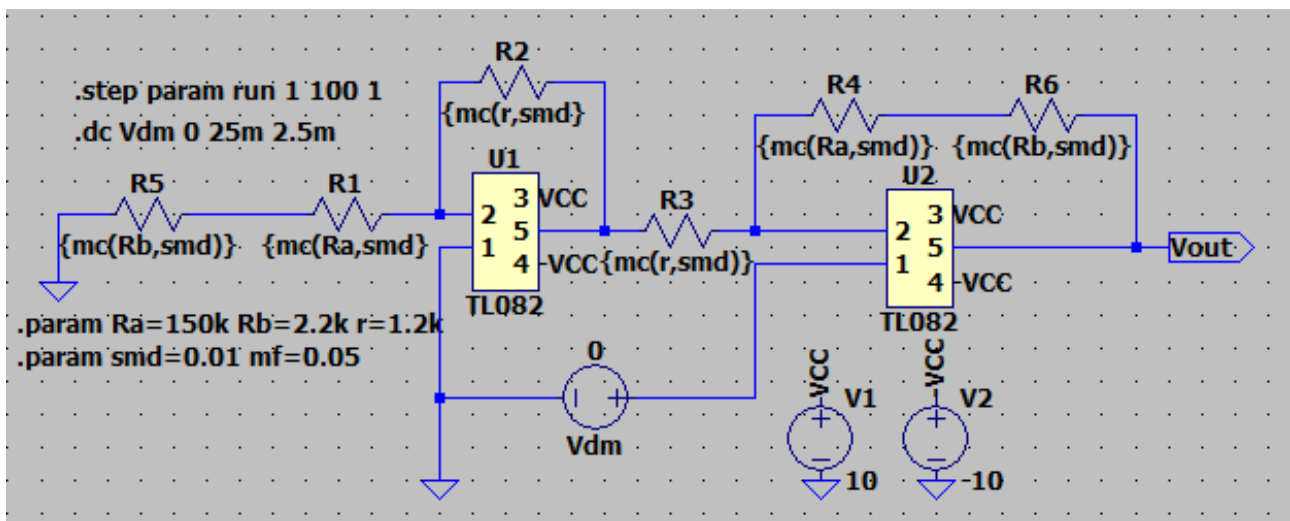 R2
{mc(r,smd}
R4
R6
{mc(Ra,smd)}
{mc(Rb,smd)}
.step param run 1 100 1
.dc Vdm 0 25m 2.5m
U1
2
1
3
5
4
VCC
-VCC
TL082
U2
2
1
3
5
4
VCC
-VCC
TL082
R5
{mc(Rb,smd)}
R1
{mc(Ra,smd}
R3
{mc(r,smd)}
Vout
.param Ra=150k Rb=2.2k r=1.2k
.param smd=0.01 mf=0.05
0
Vdm
VCC
V1
10
-VCC
V2
-10